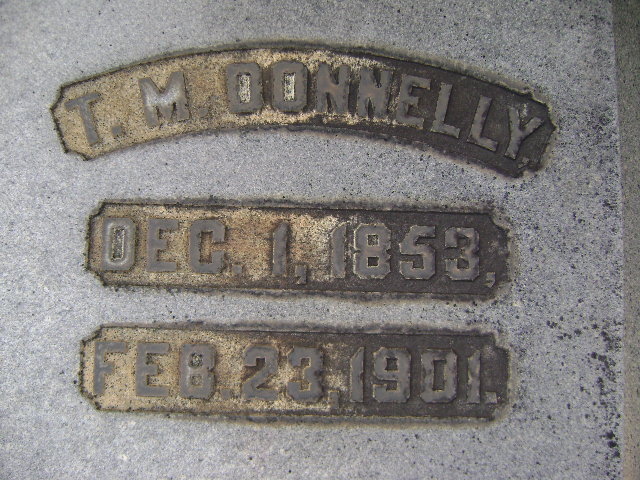 T. M. DONNELLY,
DEC. 1, 1853,
FEB. 23, 1901.